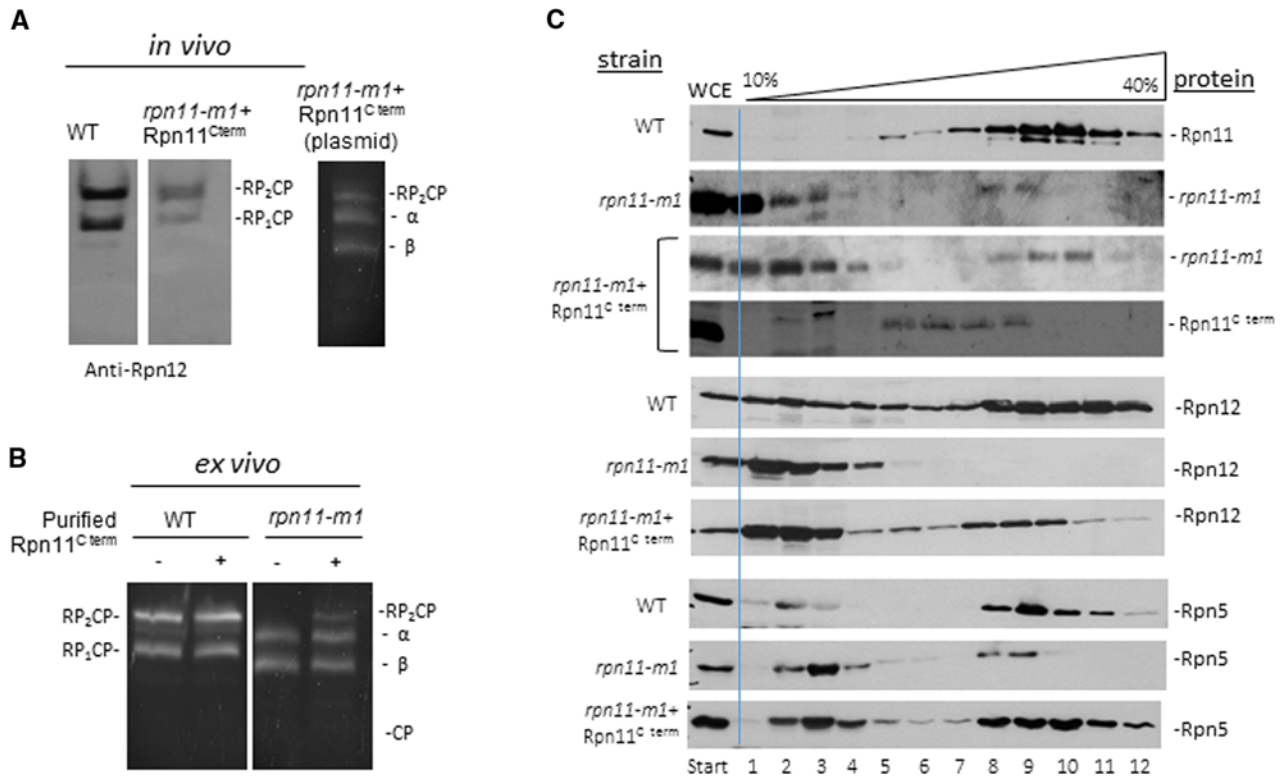 A
in vivo
WT
rpn11-m1+
Rpn11Cterm
rpn11-m1+
Rpn11C term
(plasmid)
-RP2CP
-RP1CP
-RP2CP
- α
- β
Anti-Rpn12
B
ex vivo
Purified
Rpn11C term
WT
rpn11-m1
- + - +
RP2CP-
RP1CP-
-RP2CP
- α
- β
-CP
C
strain
WCE
10%
40%
protein
WT
- Rpn11
rpn11-m1
- rpn11-m1
rpn11-m1+
Rpn11C term
- rpn11-m1
- Rpn11C term
WT
-Rpn12
rpn11-m1
-Rpn12
rpn11-m1+
Rpn11C term
-Rpn12
WT
-Rpn5
rpn11-m1
-Rpn5
rpn11-m1+
Rpn11C term
-Rpn5
Start 1 2 3 4 5 6 7 8 9 10 11 12